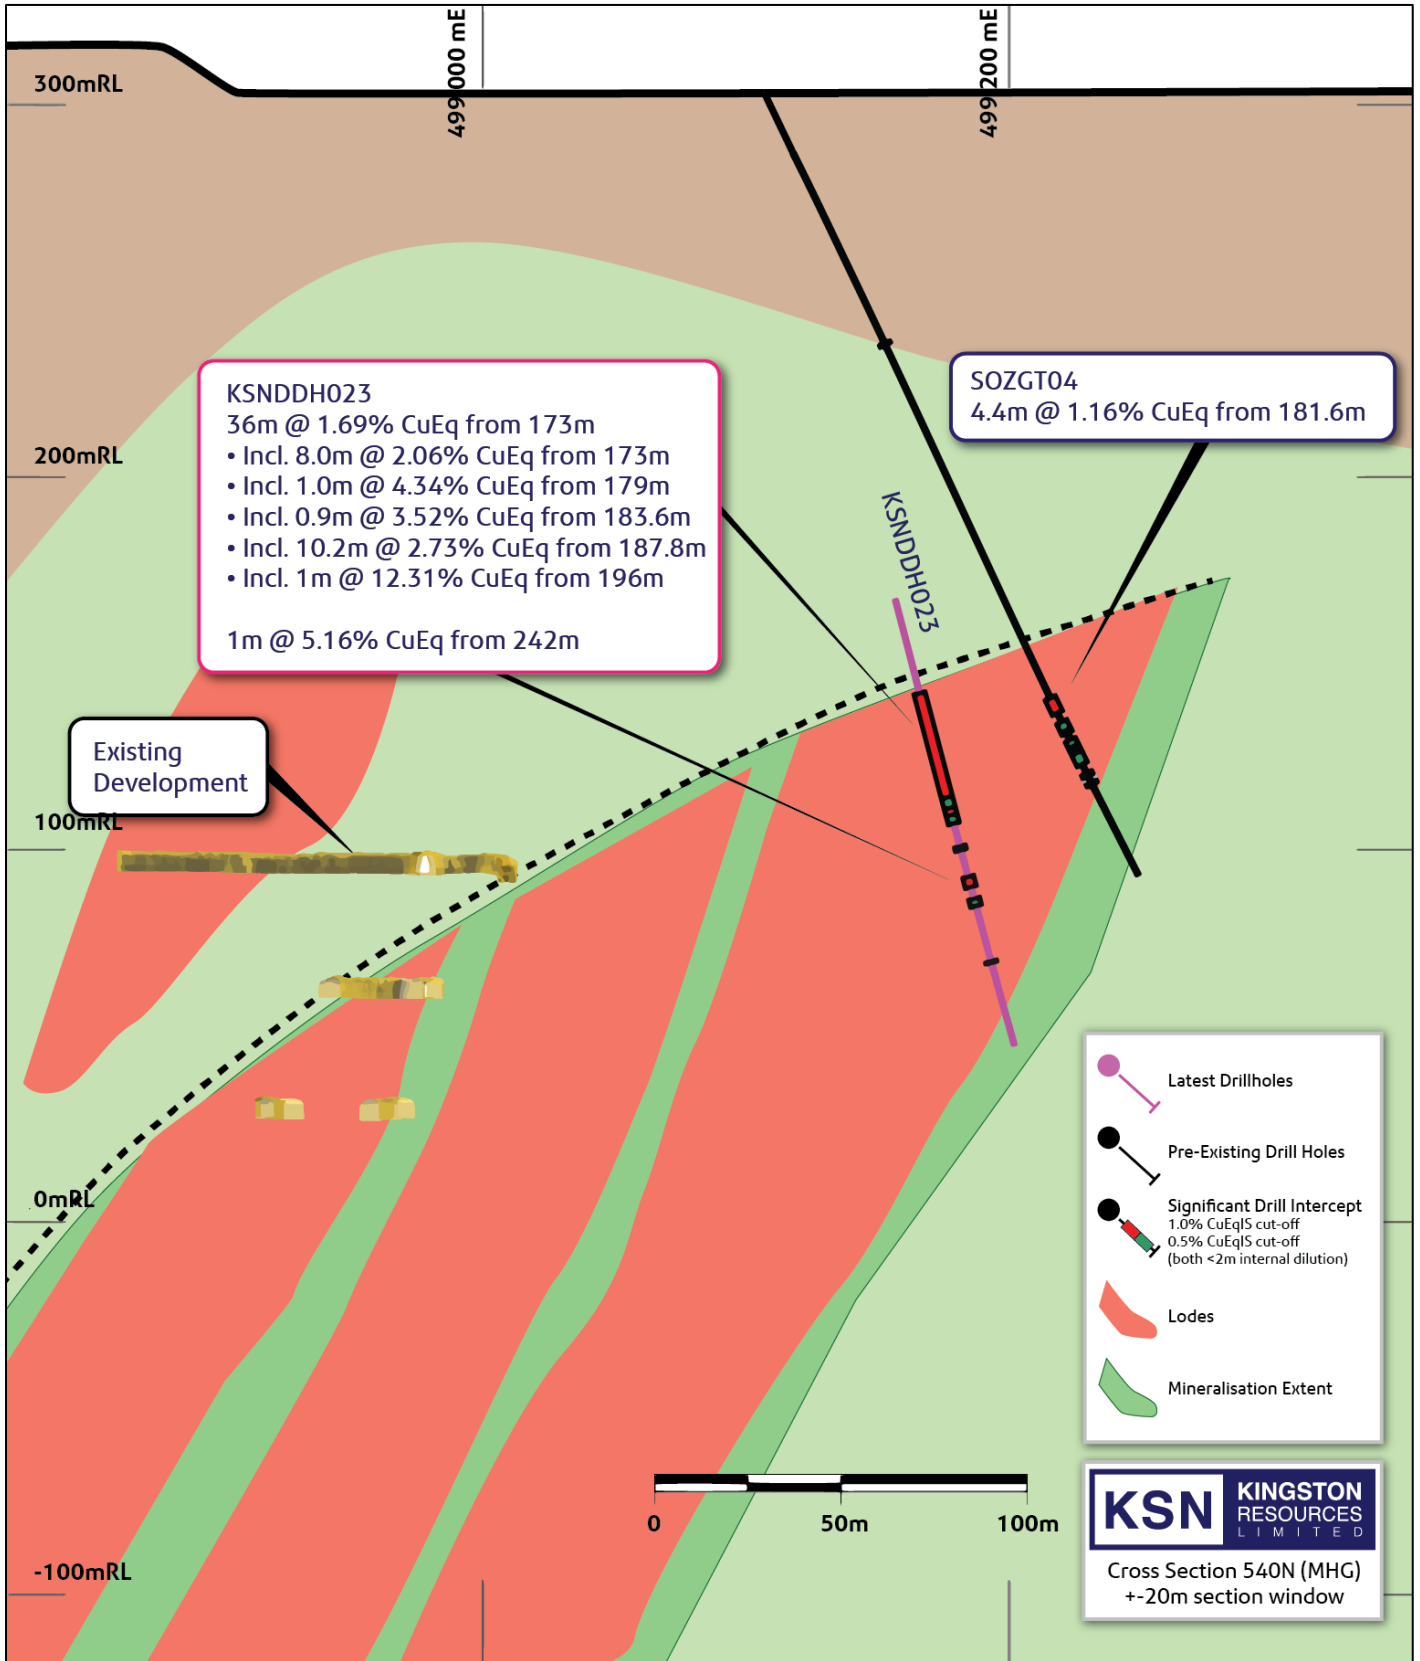 499000 mE
499200 mE
300mRL
200mRL
100mRL
0mRL
-100mRL
KSNDDH023
36m @ 1.69% CuEq from 173m
• Incl. 8.0m @ 2.06% CuEq from 173m
• Incl. 1.0m @ 4.34% CuEq from 179m
• Incl. 0.9m @ 3.52% CuEq from 183.6m
• Incl. 10.2m @ 2.73% CuEq from 187.8m
• Incl. 1m @ 12.31% CuEq from 196m
1m @ 5.16% CuEq from 242m
SOZGT04
4.4m @ 1.16% CuEq from 181.6m
KSNDDH023
Existing
Development
Latest Drillholes
Pre-Existing Drill Holes
Significant Drill Intercept
1.0% CuEqlS cut-off
0.5% CuEqlS cut-off
(both <2m internal dilution)
Lodes
Mineralisation Extent
0
50m
100m
KSN
KINGSTON
RESOURCES
LIMITED
Cross Section 540N (MHG)
+-20m section window